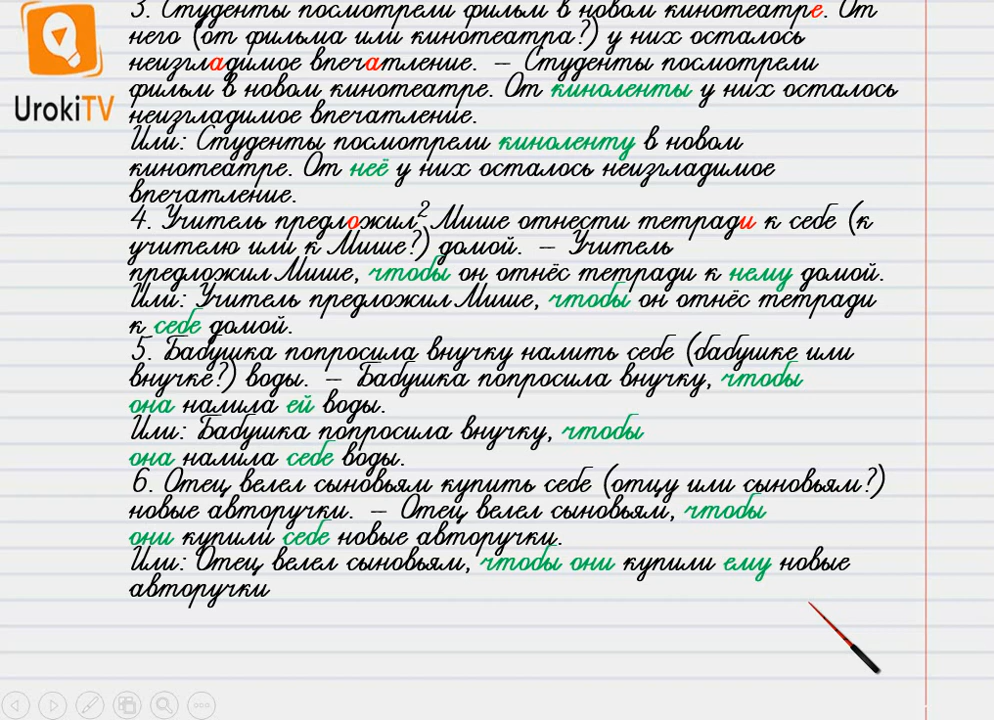 3. Студенты посмотрели фильм в новом кинотеатре. От
него (от фильма или кинотеатра?) у них осталось
неизгладимое впечатление. – Студенты посмотрели
фильм в новом кинотеатре. От киноленты у них осталось
неизгладимое впечатление.
Или: Студенты посмотрели киноленту в новом
кинотеатре. От неё у них осталось неизгладимое
впечатление.
4. Учитель предложил² Мише отнести тетради к себе (к
учителю или к Мише?) домой. – Учитель
предложил Мише, чтобы он отнёс тетради к нему домой.
Или: Учитель предложил Мише, чтобы он отнёс тетради
к себе домой.
5. Бабушка попросила внучку налить себе (бабушке или
внучке?) воды. – Бабушка попросила внучку, чтобы
она налила ей воды.
Или: Бабушка попросила внучку, чтобы
она налила себе воды.
6. Отец велел сыновьям купить себе (отцу или сыновьям?)
новые авторучки. – Отец велел сыновьям, чтобы
они купили себе новые авторучки.
Или: Отец велел сыновьям, чтобы они купили ему новые
авторучки
UrokiTV